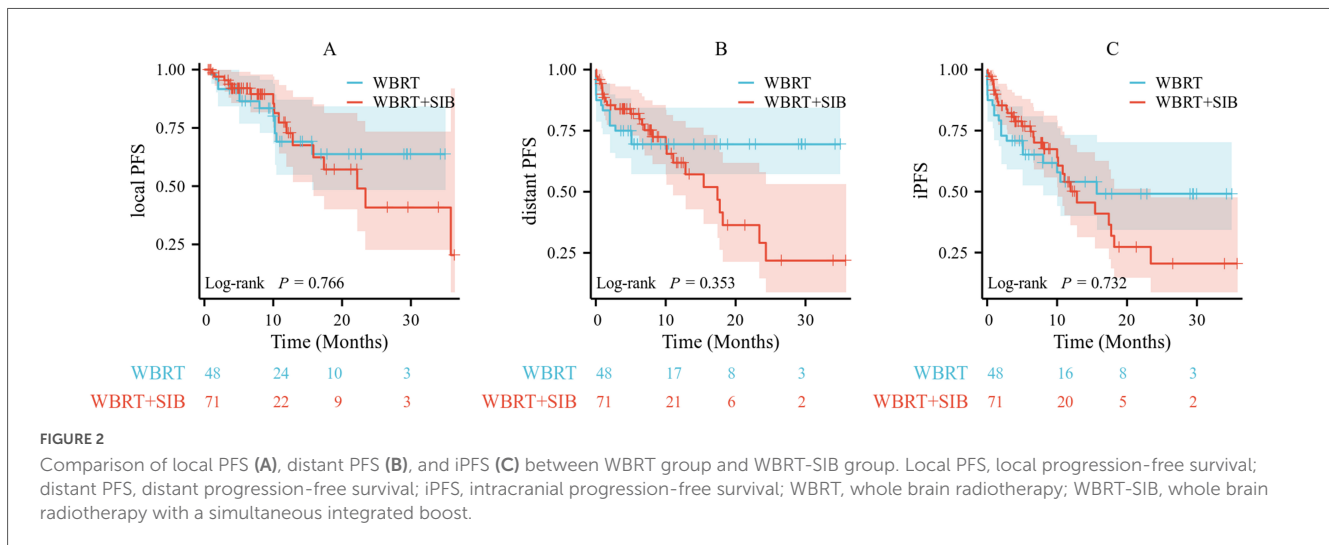 A
1.00
0.75
0.50
0.25
local PFS
WBRT
WBRT+SIB
Log-rank P = 0.766
0 10 20 30
Time (Months)
WBRT 48 24 10 3
WBRT+SIB 71 22 9 3
B
1.00
0.75
0.50
0.25
distant PFS
WBRT
WBRT+SIB
Log-rank P = 0.353
0 10 20 30
Time (Months)
WBRT 48 17 8 3
WBRT+SIB 71 21 6 2
C
1.00
0.75
0.50
0.25
iPFS
WBRT
WBRT+SIB
Log-rank P = 0.732
0 10 20 30
Time (Months)
WBRT 48 16 8 3
WBRT+SIB 71 20 5 2
FIGURE 2
Comparison of local PFS (A), distant PFS (B), and iPFS (C) between WBRT group and WBRT-SIB group. Local PFS, local progression-free survival;
distant PFS, distant progression-free survival; iPFS, intracranial progression-free survival; WBRT, whole brain radiotherapy; WBRT-SIB, whole brain
radiotherapy with a simultaneous integrated boost.